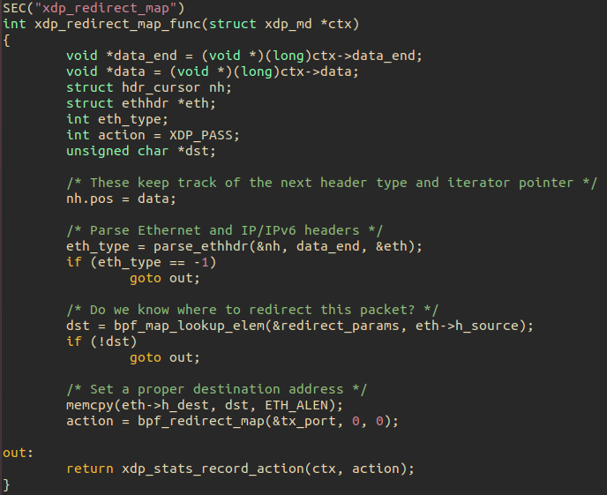 SEC("xdp_redirect_map")
int xdp_redirect_map_func(struct xdp_md *ctx)
{
        void *data_end = (void *)(long)ctx->data_end;
        void *data = (void *)(long)ctx->data;
        struct hdr_cursor nh;
        struct ethhdr *eth;
        int eth_type;
        int action = XDP_PASS;
        unsigned char *dst;

        /* These keep track of the next header type and iterator pointer */
        nh.pos = data;

        /* Parse Ethernet and IP/IPv6 headers */
        eth_type = parse_ethhdr(&nh, data_end, &eth);
        if (eth_type == -1)
                goto out;

        /* Do we know where to redirect this packet? */
        dst = bpf_map_lookup_elem(&redirect_params, eth->h_source);
        if (!dst)
                goto out;

        /* Set a proper destination address */
        memcpy(eth->h_dest, dst, ETH_ALEN);
        action = bpf_redirect_map(&tx_port, 0, 0);

out:
        return xdp_stats_record_action(ctx, action);
}